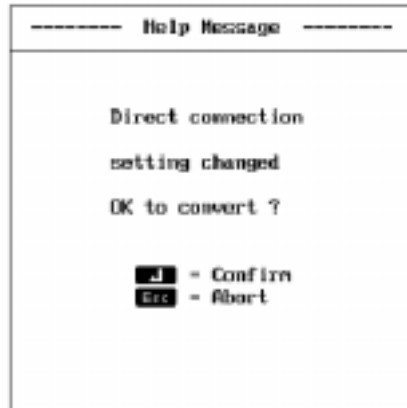 -------- Help Message --------
Direct connection
setting changed
OK to convert ?
↵ - Confirm
Esc - Abort